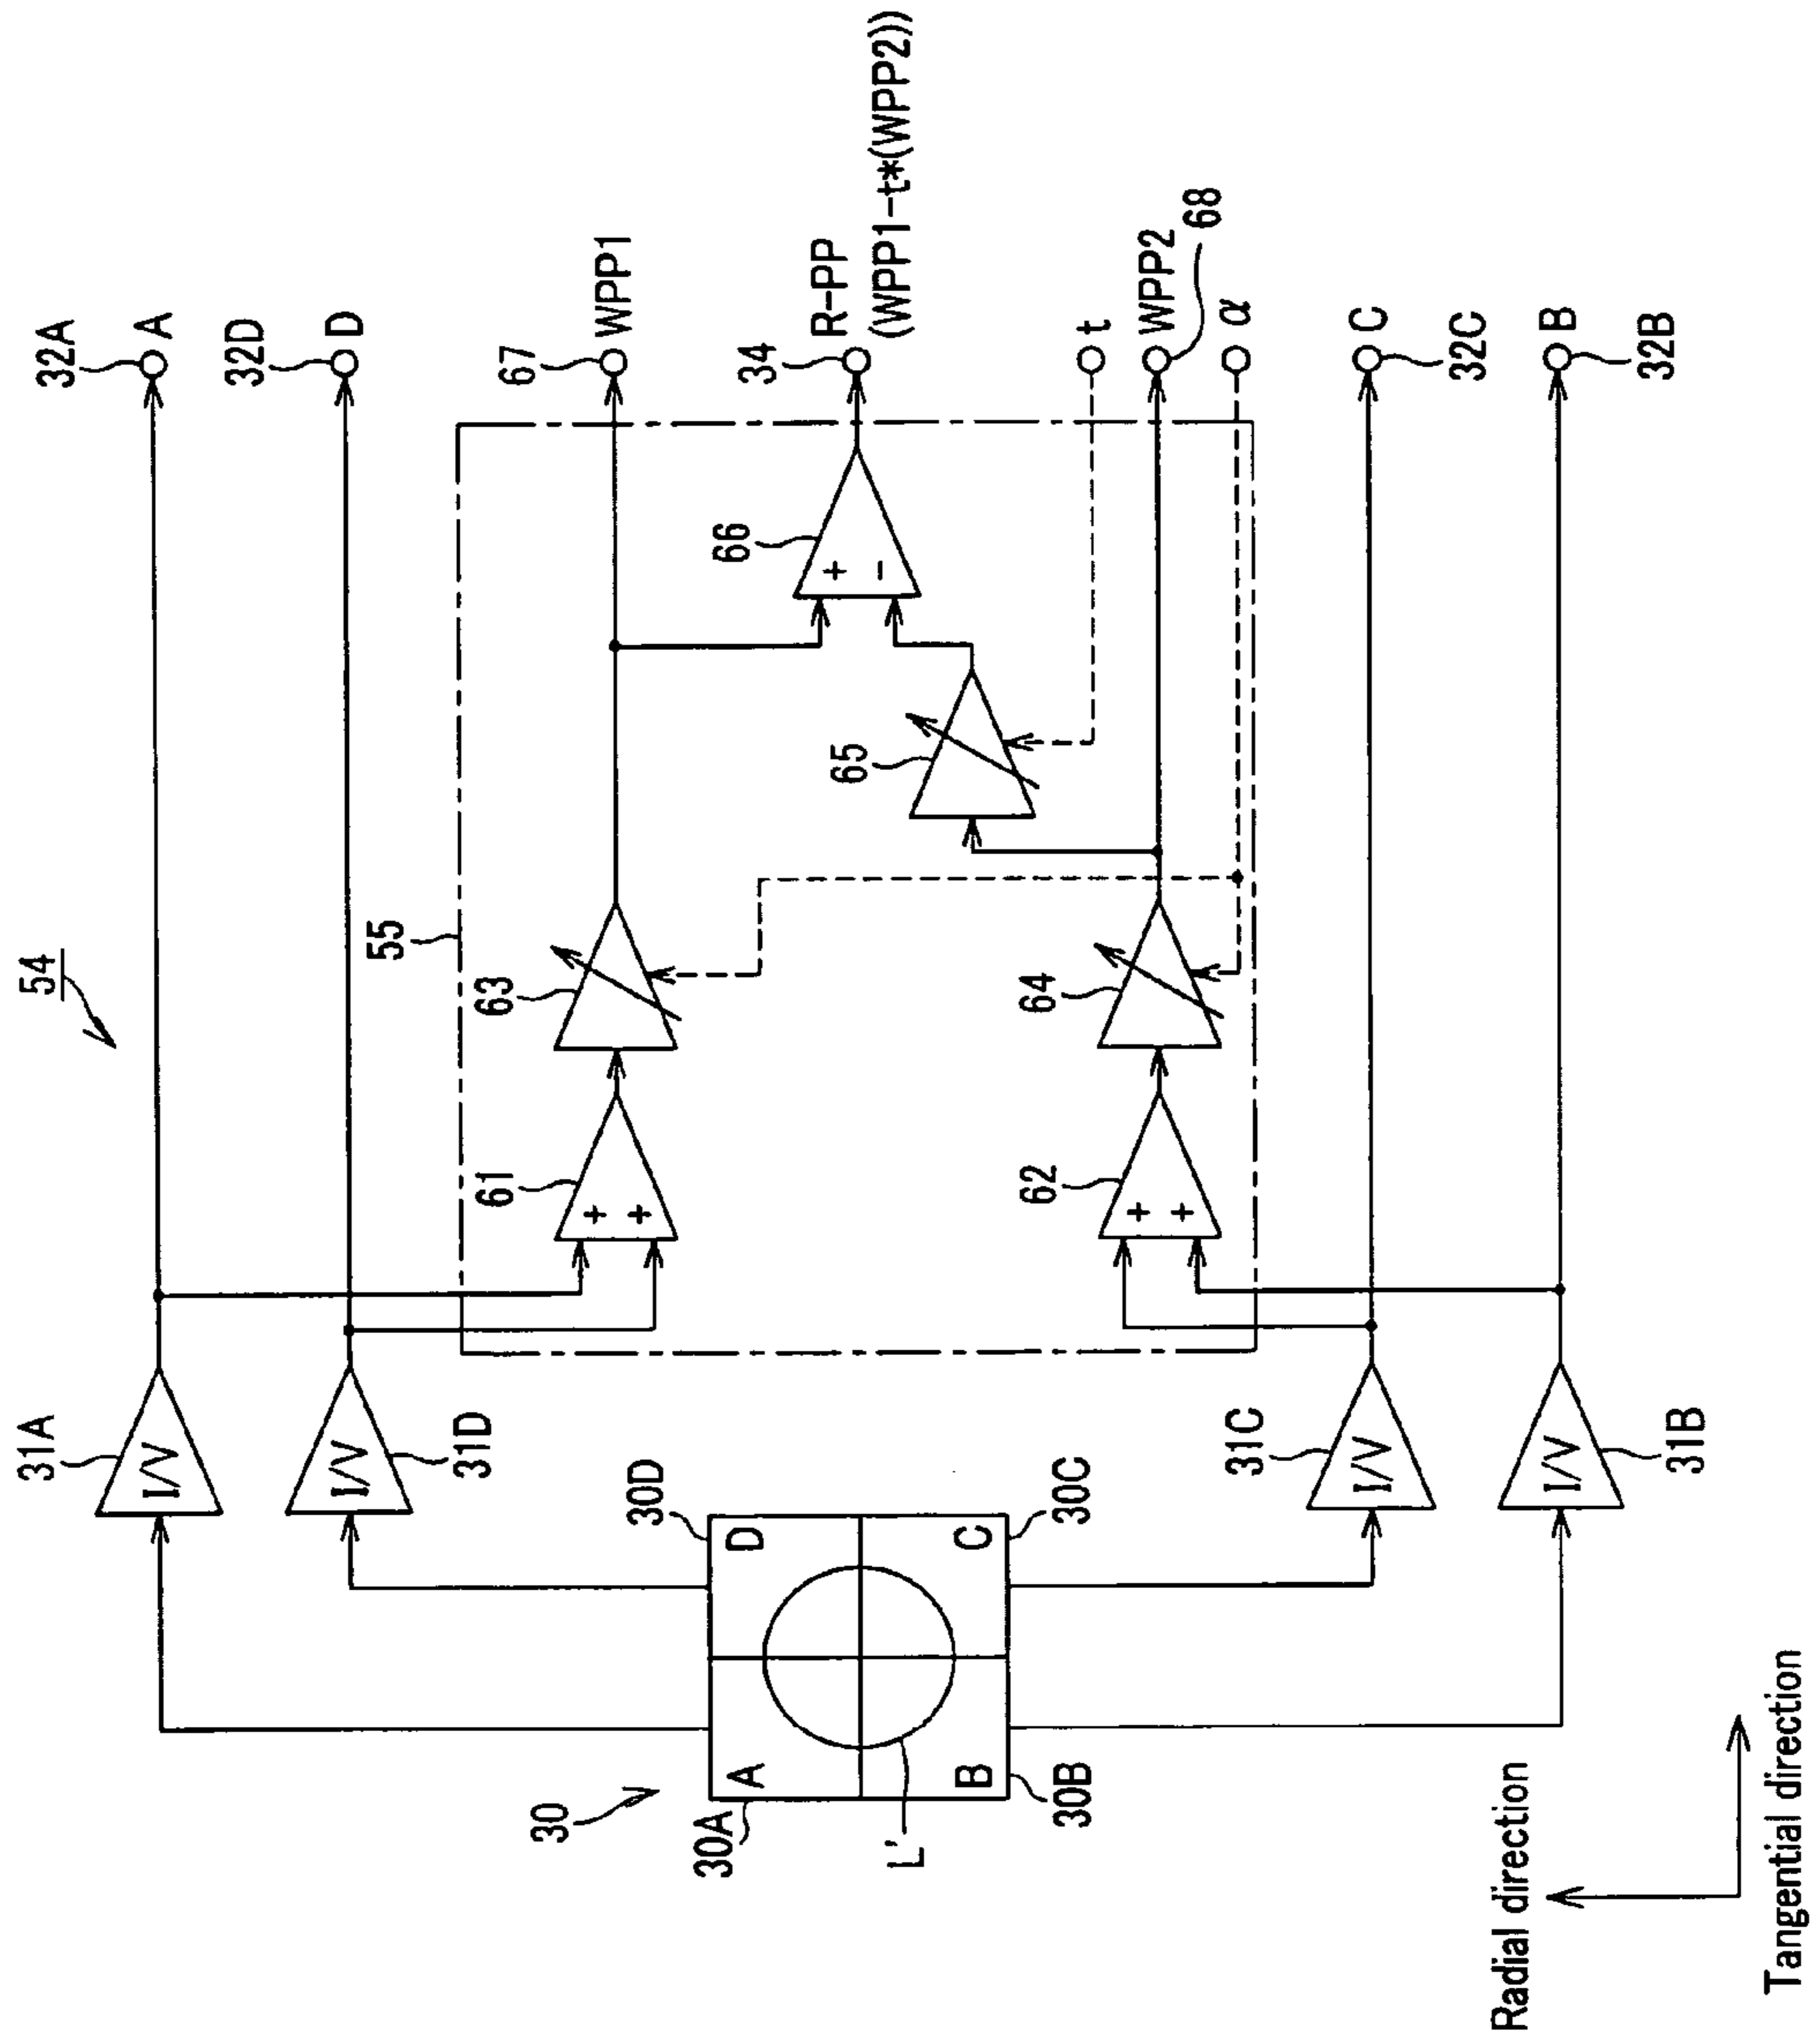 54
31A
I/V
32A
A
31D
I/V
32D
D
55
61
+
+
63
67
WPP1
66
+
−
34
R-PP
(WPP1-t*(WPP2))
65
t
62
+
+
64
WPP2
68
α
31C
I/V
C
32C
31B
I/V
B
32B
30
30A
A
30D
D
B
30B
C
30C
L'
Radial direction
Tangential direction